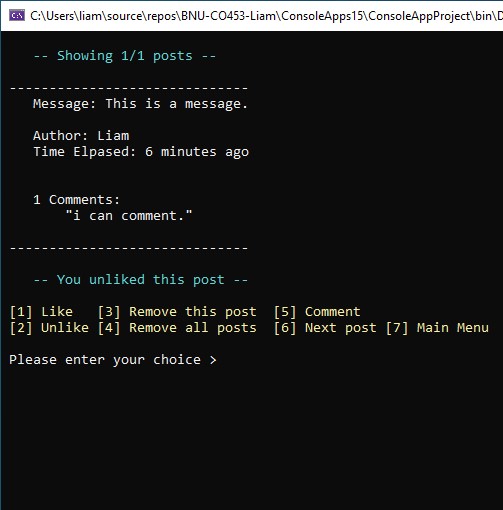 C:\Users\liam\source\repos\BNU-CO453-Liam\ConsoleApps15\ConsoleAppProject\bin\D
-- Showing 1/1 posts --
------------------------------
Message: This is a message.
Author: Liam
Time Elpased: 6 minutes ago
1 Comments:
"i can comment."
------------------------------
-- You unliked this post --
[1] Like [3] Remove this post [5] Comment
[2] Unlike [4] Remove all posts [6] Next post [7] Main Menu
Please enter your choice >